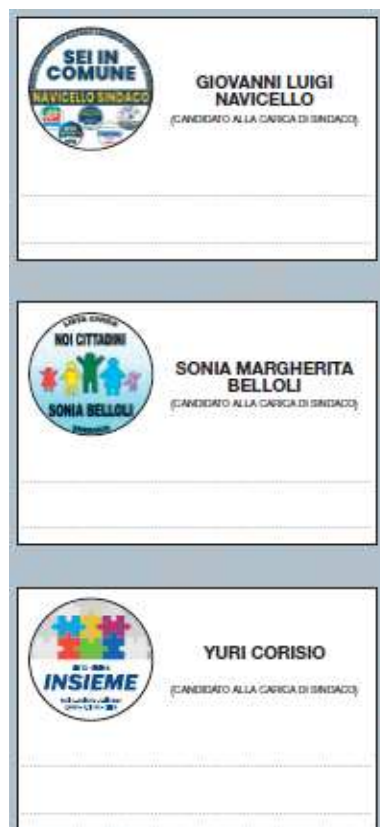 SEI IN
COMUNE
NAVICELLO SINDACO
GIOVANNI LUIGI
NAVICELLO
(CANDIDATO ALLA CARICA DI SINDACO)
LISTA CIVICA
NOI CITTADINI
SONIA BELLOLI
SINDACO
SONIA MARGHERITA
BELLOLI
(CANDIDATO ALLA CARICA DI SINDACO)
INSIEME
YURI CORISIO
(CANDIDATO ALLA CARICA DI SINDACO)